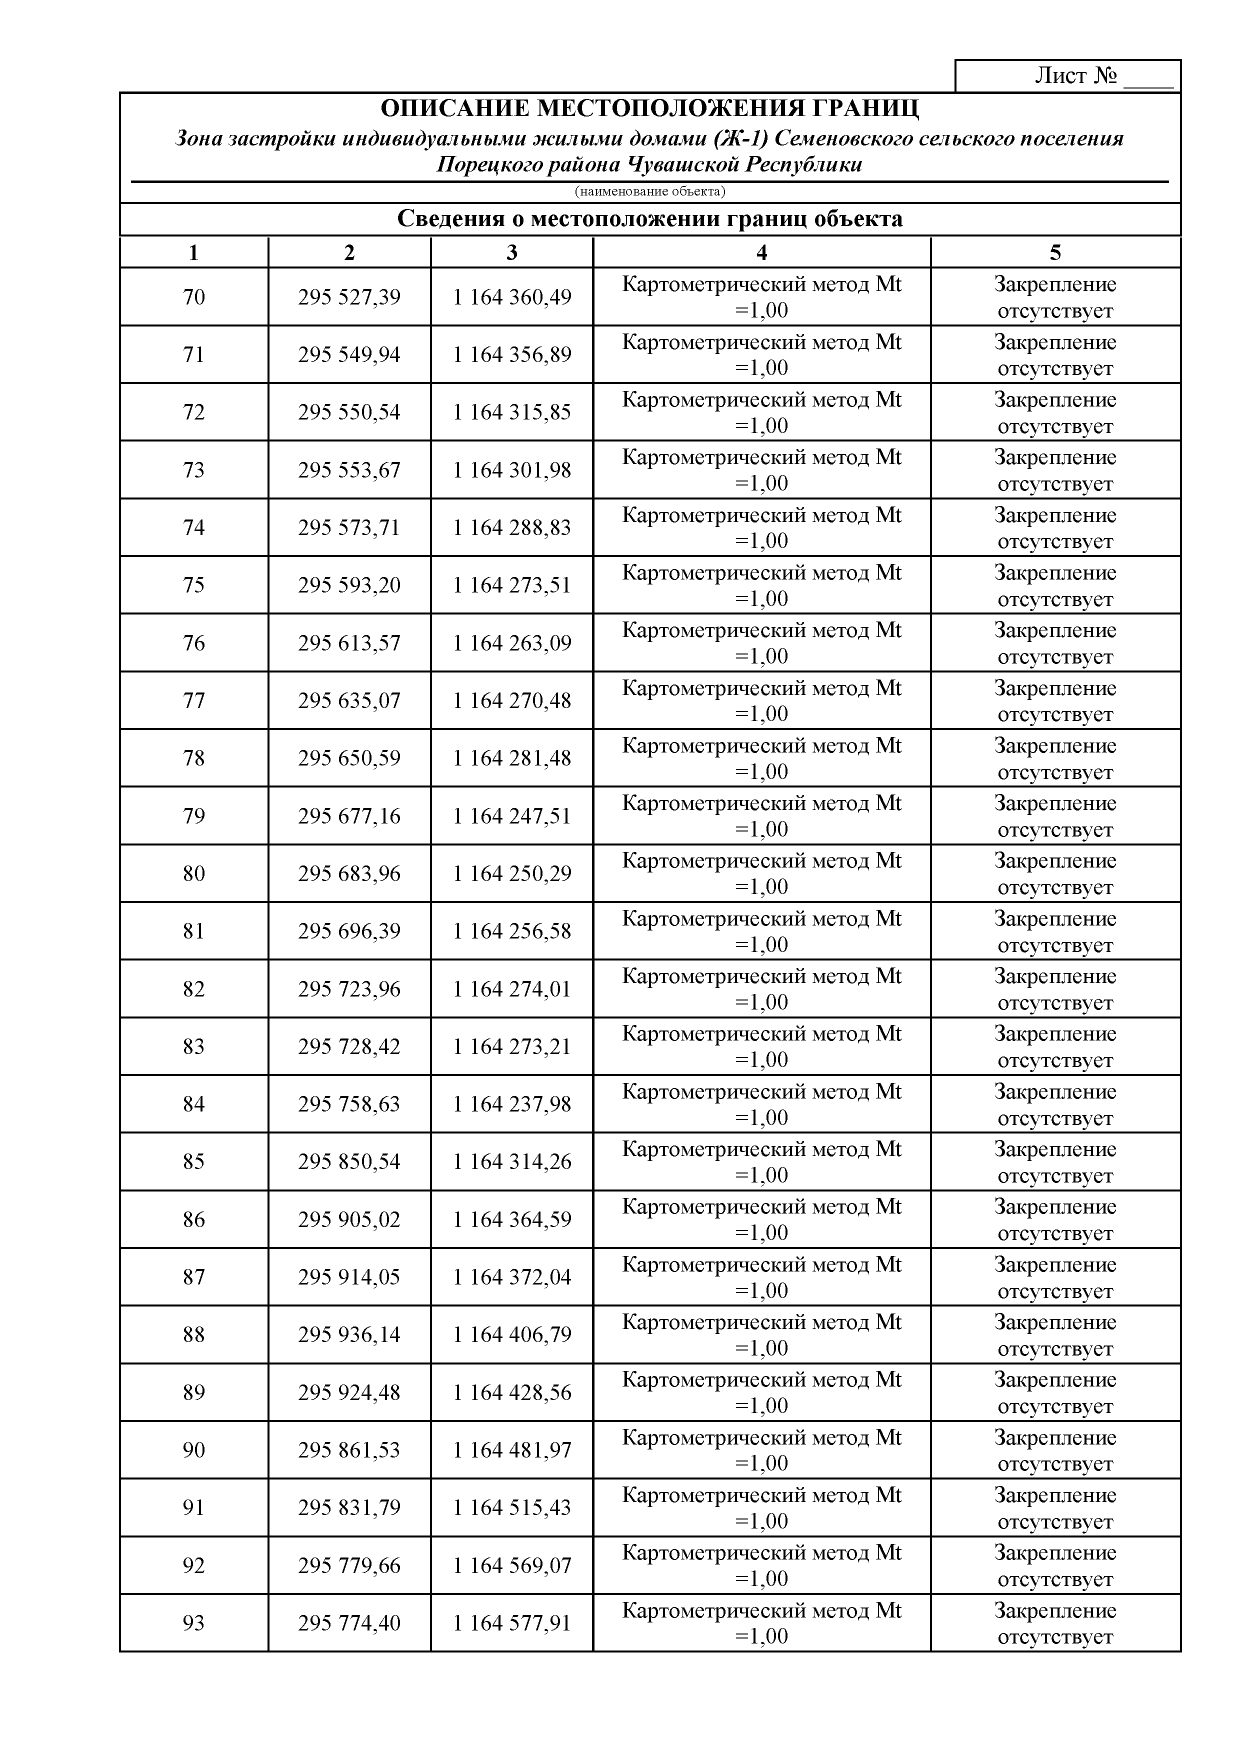 Лист № ____
ОПИСАНИЕ МЕСТОПОЛОЖЕНИЯ ГРАНИЦ
Зона застройки индивидуальными жилыми домами (Ж-1) Семеновского сельского поселения
Порецкого района Чувашской Республики
(наименование объекта)
Сведения о местоположении границ объекта
1 2 3 4 5
70 295 527,39 1 164 360,49 Картометрический метод Mt Закрепление
=1,00 отсутствует
71 295 549,94 1 164 356,89 Картометрический метод Mt Закрепление
=1,00 отсутствует
72 295 550,54 1 164 315,85 Картометрический метод Mt Закрепление
=1,00 отсутствует
73 295 553,67 1 164 301,98 Картометрический метод Mt Закрепление
=1,00 отсутствует
74 295 573,71 1 164 288,83 Картометрический метод Mt Закрепление
=1,00 отсутствует
75 295 593,20 1 164 273,51 Картометрический метод Mt Закрепление
=1,00 отсутствует
76 295 613,57 1 164 263,09 Картометрический метод Mt Закрепление
=1,00 отсутствует
77 295 635,07 1 164 270,48 Картометрический метод Mt Закрепление
=1,00 отсутствует
78 295 650,59 1 164 281,48 Картометрический метод Mt Закрепление
=1,00 отсутствует
79 295 677,16 1 164 247,51 Картометрический метод Mt Закрепление
=1,00 отсутствует
80 295 683,96 1 164 250,29 Картометрический метод Mt Закрепление
=1,00 отсутствует
81 295 696,39 1 164 256,58 Картометрический метод Mt Закрепление
=1,00 отсутствует
82 295 723,96 1 164 274,01 Картометрический метод Mt Закрепление
=1,00 отсутствует
83 295 728,42 1 164 273,21 Картометрический метод Mt Закрепление
=1,00 отсутствует
84 295 758,63 1 164 237,98 Картометрический метод Mt Закрепление
=1,00 отсутствует
85 295 850,54 1 164 314,26 Картометрический метод Mt Закрепление
=1,00 отсутствует
86 295 905,02 1 164 364,59 Картометрический метод Mt Закрепление
=1,00 отсутствует
87 295 914,05 1 164 372,04 Картометрический метод Mt Закрепление
=1,00 отсутствует
88 295 936,14 1 164 406,79 Картометрический метод Mt Закрепление
=1,00 отсутствует
89 295 924,48 1 164 428,56 Картометрический метод Mt Закрепление
=1,00 отсутствует
90 295 861,53 1 164 481,97 Картометрический метод Mt Закрепление
=1,00 отсутствует
91 295 831,79 1 164 515,43 Картометрический метод Mt Закрепление
=1,00 отсутствует
92 295 779,66 1 164 569,07 Картометрический метод Mt Закрепление
=1,00 отсутствует
93 295 774,40 1 164 577,91 Картометрический метод Mt Закрепление
=1,00 отсутствует